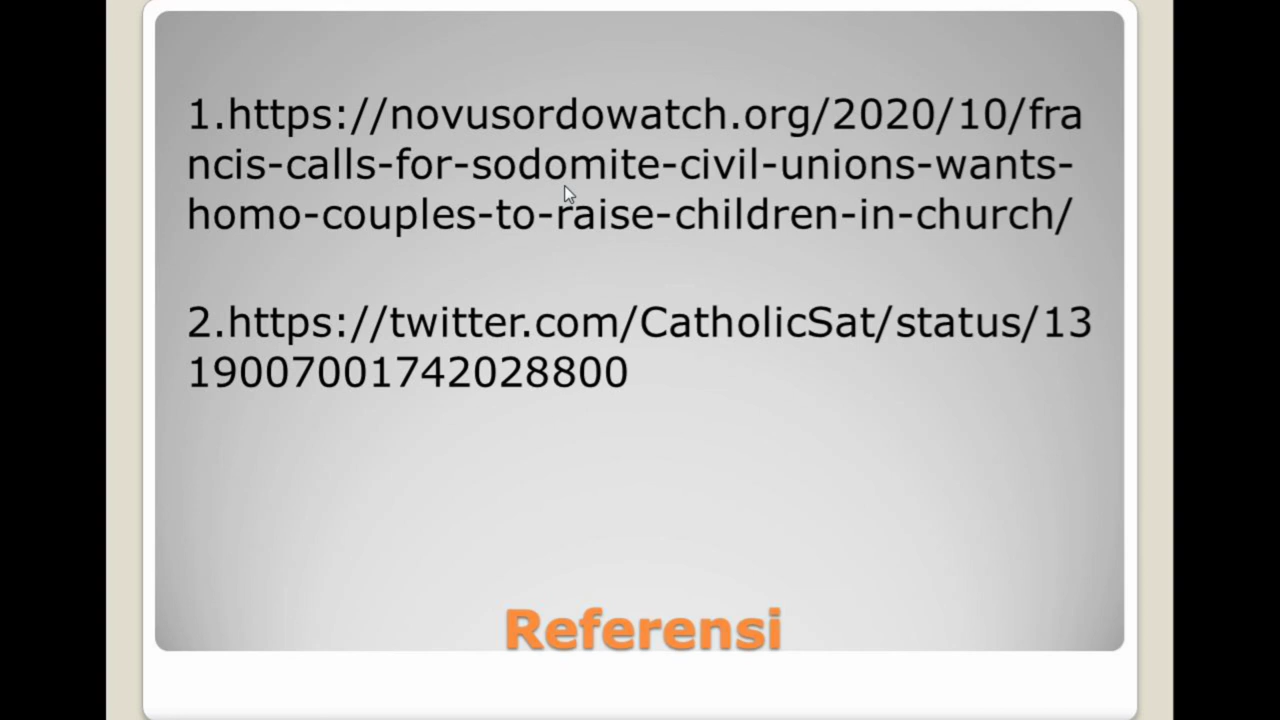 1.https://novusordowatch.org/2020/10/fra
ncis-calls-for-sodomite-civil-unions-wants-
homo-couples-to-raise-children-in-church/
2.https://twitter.com/CatholicSat/status/13
19007001742028800
Referensi